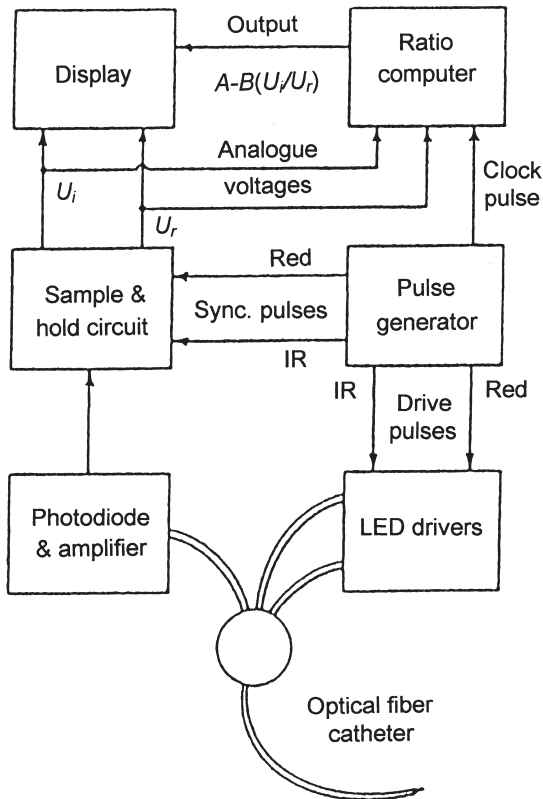 Output
Display
Ratio
computer
A-B(Ui/Ur)
Analogue
voltages
Ui
Ur
Clock
pulse
Red
Sample &
hold circuit
Sync. pulses
Pulse
generator
IR
IR
Drive
pulses
Red
Photodiode
& amplifier
LED drivers
Optical fiber
catheter